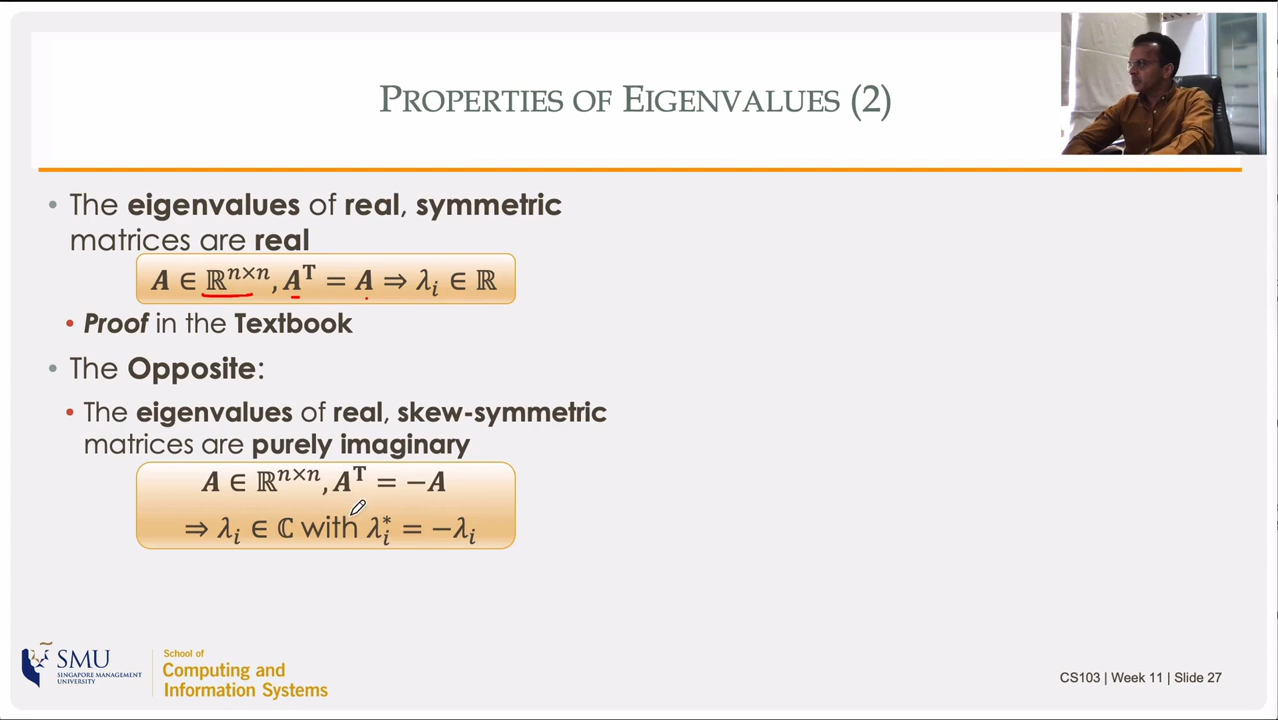 PROPERTIES OF EIGENVALUES (2)
• The eigenvalues of real, symmetric
matrices are real
A ∈ ℝⁿˣⁿ, Aᵀ = A ⇒ λᵢ ∈ ℝ
• Proof in the Textbook
• The Opposite:
• The eigenvalues of real, skew-symmetric
matrices are purely imaginary
A ∈ ℝⁿˣⁿ, Aᵀ = −A
⇒ λᵢ ∈ ℂ with λᵢ* = −λᵢ
SMU
SINGAPORE MANAGEMENT
UNIVERSITY
School of
Computing and
Information Systems
CS103 | Week 11 | Slide 27